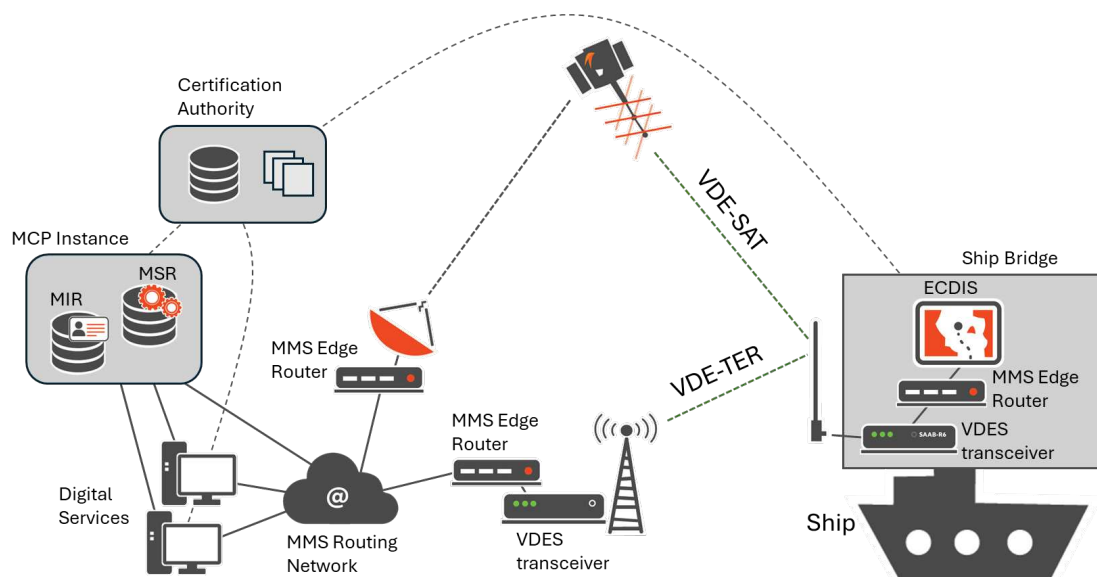 Certification
Authority
MCP Instance
MSR
MIR
VDE-SAT
Ship Bridge
ECDIS
MMS Edge
Router
VDE-TER
MMS Edge
Router
MMS Edge
Router
SAAB-R6
VDES
transceiver
Digital
Services
@
MMS Routing
Network
VDES
transceiver
Ship